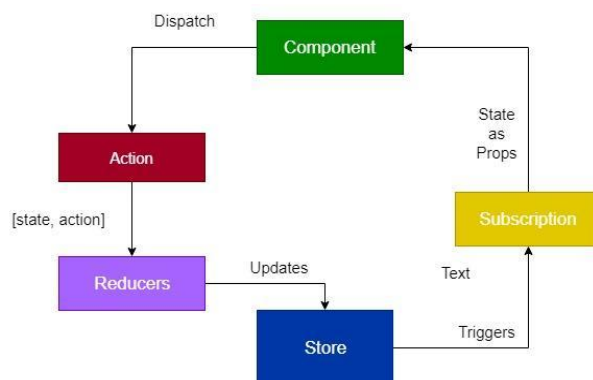 Dispatch
Component
State
as
Props
Action
[state, action]
Subscription
Reducers
Updates
Text
Store
Triggers